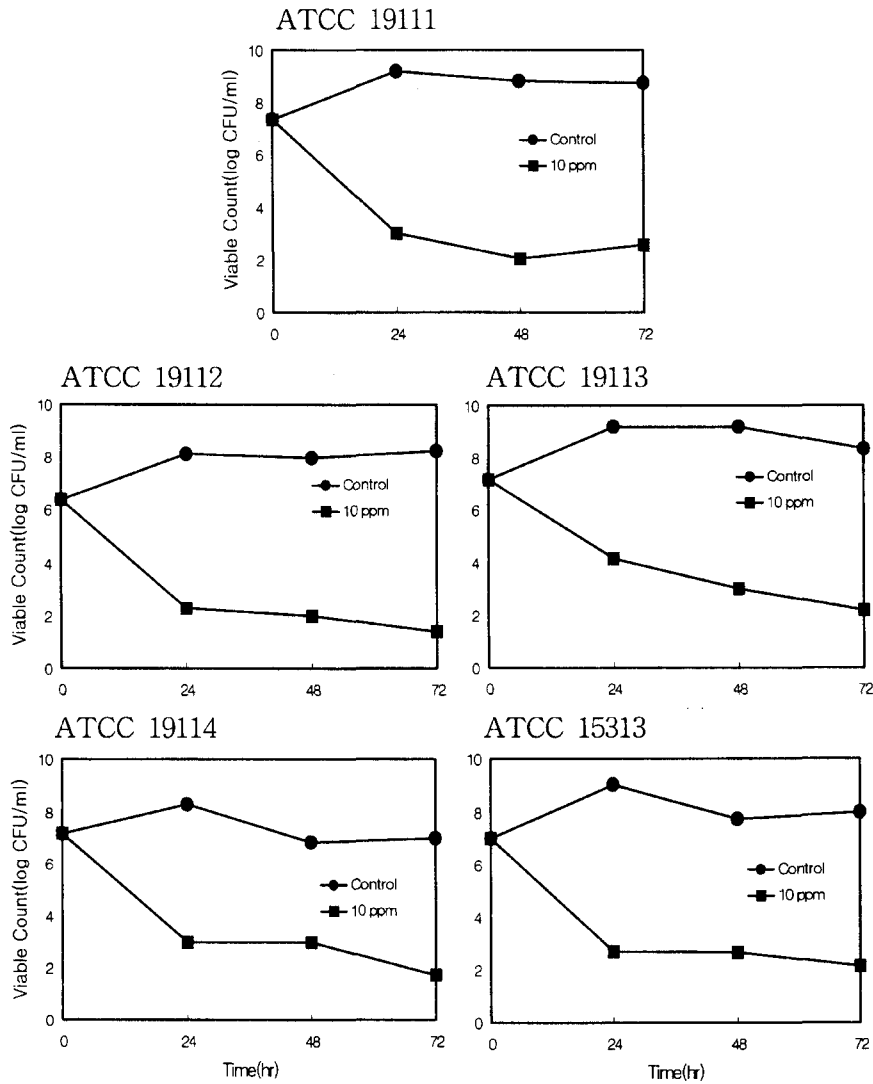 ATCC 19111
Viable Count(log CFU/ml)
10
8
6
4
2
0
Control
10 ppm
0 24 48 72
ATCC 19112
Viable Count(log CFU/ml)
10
8
6
4
2
0
Control
10 ppm
0 24 48 72
ATCC 19113
10
8
6
4
2
0
Control
10 ppm
0 24 48 72
ATCC 19114
Viable Count(log CFU/ml)
10
8
6
4
2
0
Control
10 ppm
0 24 48 72
Time(hr)
ATCC 15313
10
8
6
4
2
0
Control
10 ppm
0 24 48 72
Time(hr)